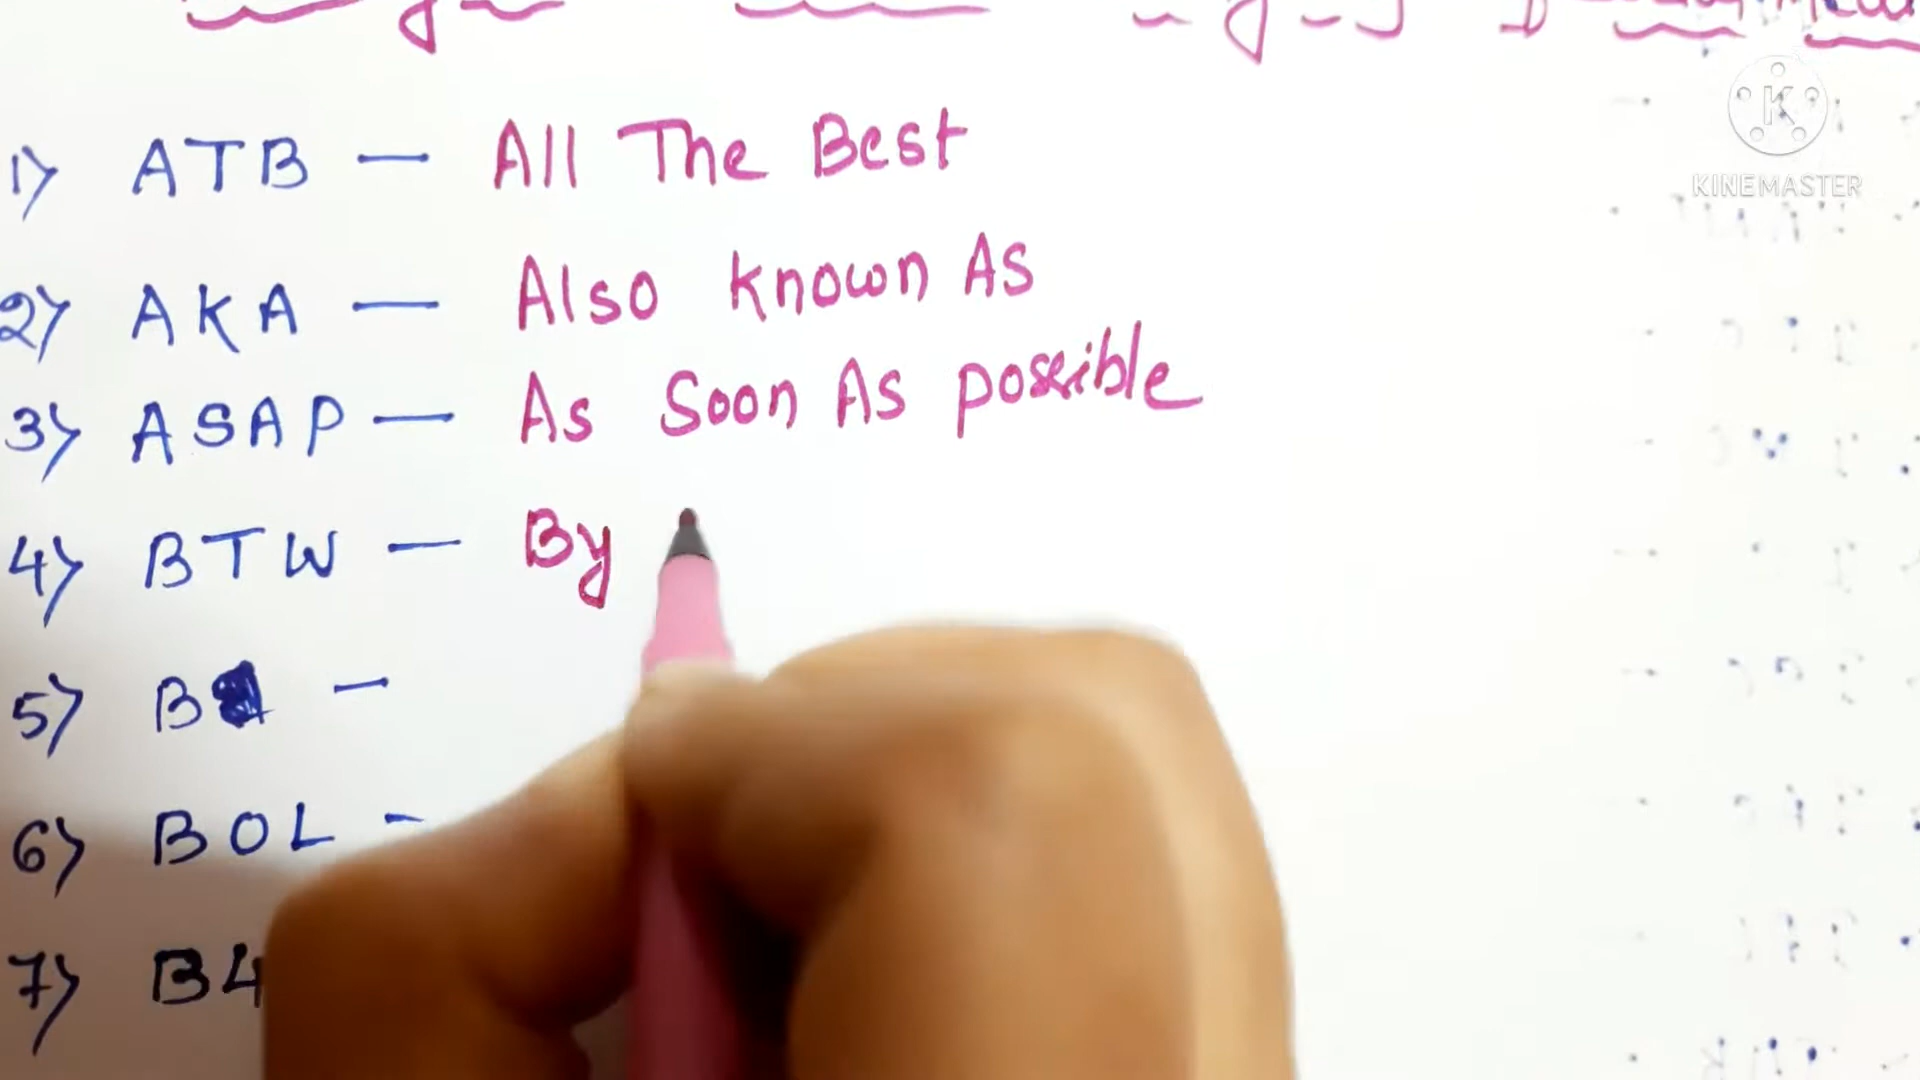 KINEMASTER
1) ATB — All The Best
2) AKA — Also known As
3) ASAP — As Soon As possible
4) BTW — By
5) B -
6) BOL -
7) B4